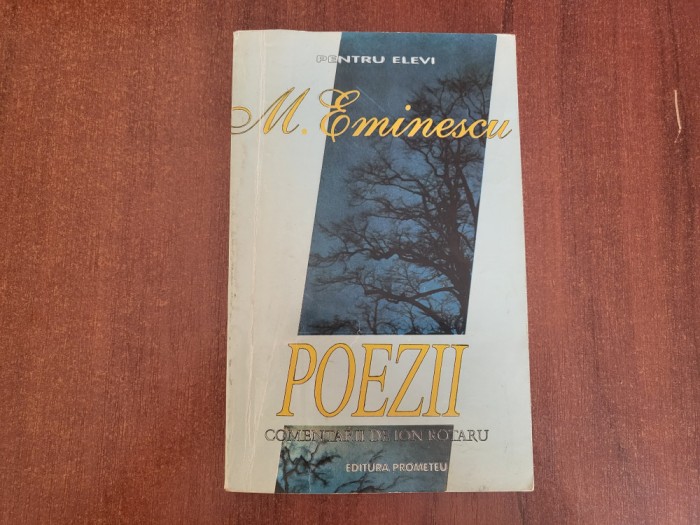 PENTRU ELEVI
M. Eminescu
POEZII
COMENTARII DE ION ROTARU
EDITURA PROMETEU